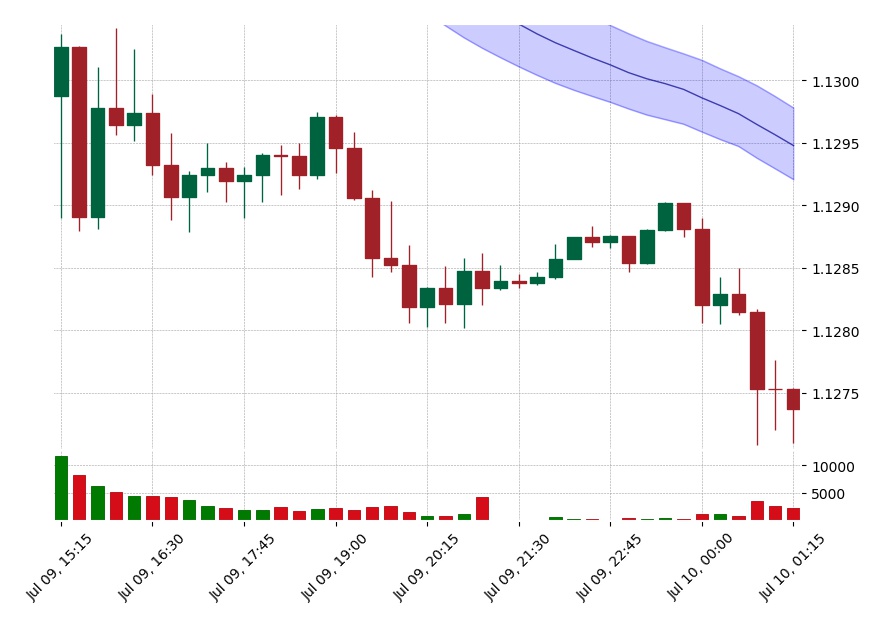 1.1300
1.1295
1.1290
1.1285
1.1280
1.1275
10000
5000
Jul 09, 15:15
Jul 09, 16:30
Jul 09, 17:45
Jul 09, 19:00
Jul 09, 20:15
Jul 09, 21:30
Jul 09, 22:45
Jul 10, 00:00
Jul 10, 01:15